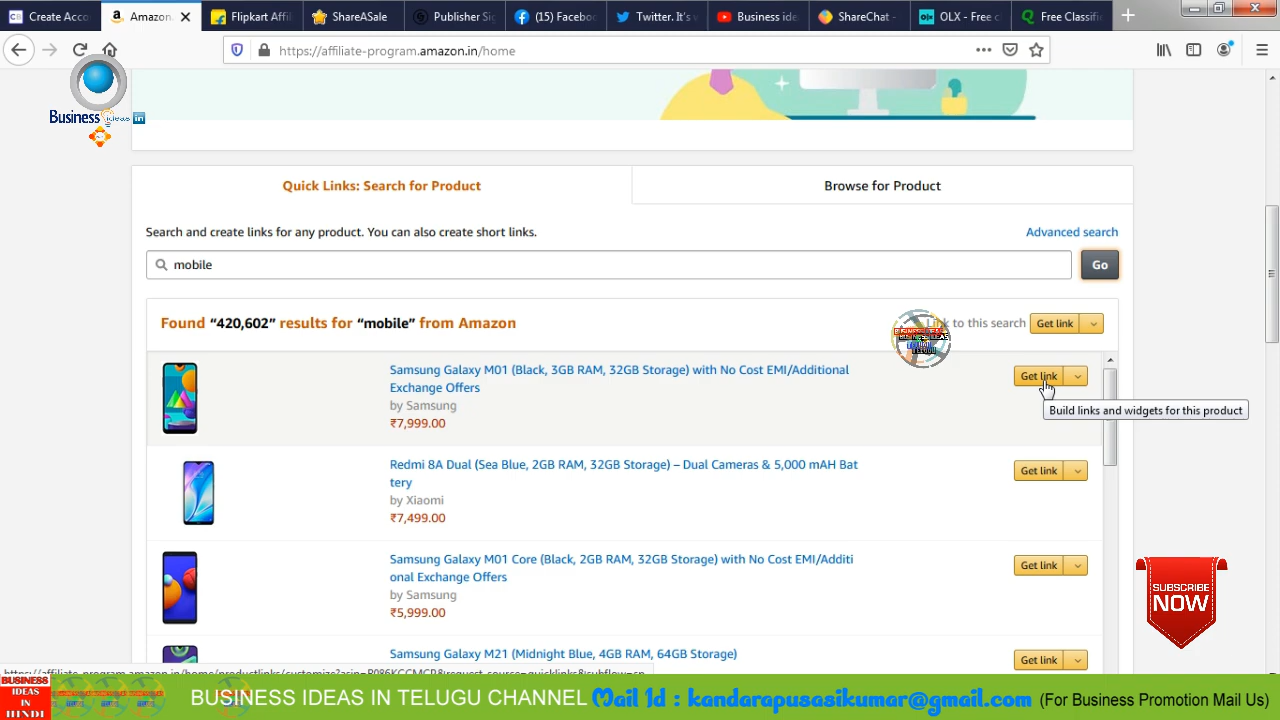 Create Acco
Amazon.
Flipkart Affil
ShareASale
Publisher Sig
(15) Facebo
Twitter. It's w
Business ide
ShareChat -
OLX - Free c
Free Classifi
https://affiliate-program.amazon.in/home
Business ideas in
Quick Links: Search for Product
Browse for Product
Search and create links for any product. You can also create short links.
Advanced search
mobile
Go
Found “420,602” results for “mobile” from Amazon
Link to this search
Get link
BUSINESS IDEAS
TELUGU
Samsung Galaxy M01 (Black, 3GB RAM, 32GB Storage) with No Cost EMI/Additional
Exchange Offers
by Samsung
₹7,999.00
Get link
Build links and widgets for this product
Redmi 8A Dual (Sea Blue, 2GB RAM, 32GB Storage) – Dual Cameras & 5,000 mAH Bat
tery
by Xiaomi
₹7,499.00
Get link
Samsung Galaxy M01 Core (Black, 2GB RAM, 32GB Storage) with No Cost EMI/Additi
onal Exchange Offers
by Samsung
₹5,999.00
Get link
SUBSCRIBE
NOW
Samsung Galaxy M21 (Midnight Blue, 4GB RAM, 64GB Storage)
Get link
BUSINESS
IDEAS
IN
HINDI
BUSINESS IDEAS IN TELUGU CHANNEL Mail Id : kandarapusasikumar@gmail.com (For Business Promotion Mail Us)